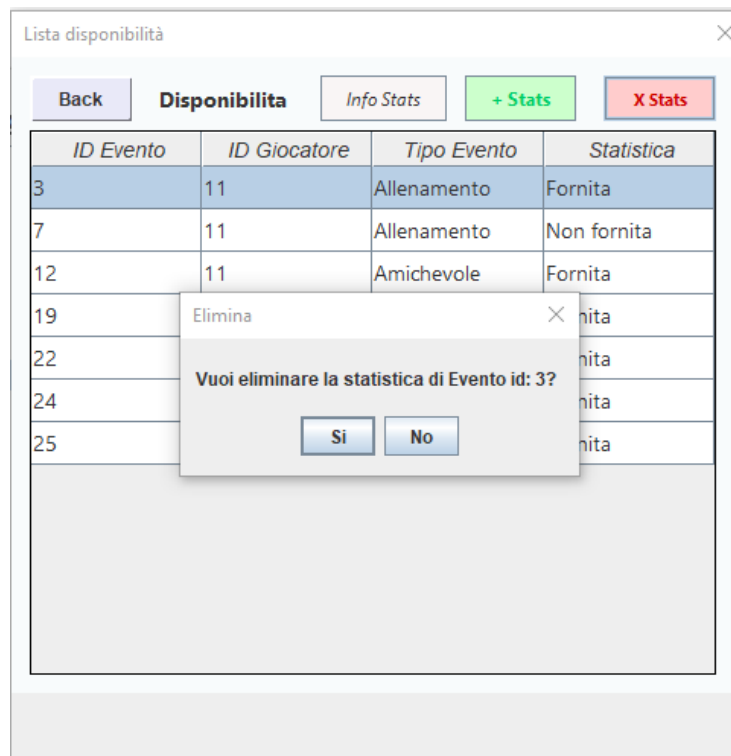 Lista disponibilità
Back Disponibilita Info Stats + Stats X Stats
ID Evento ID Giocatore Tipo Evento Statistica
3 11 Allenamento Fornita
7 11 Allenamento Non fornita
12 11 Amichevole Fornita
19
22
24
25
Elimina
Vuoi eliminare la statistica di Evento id: 3?
Si No